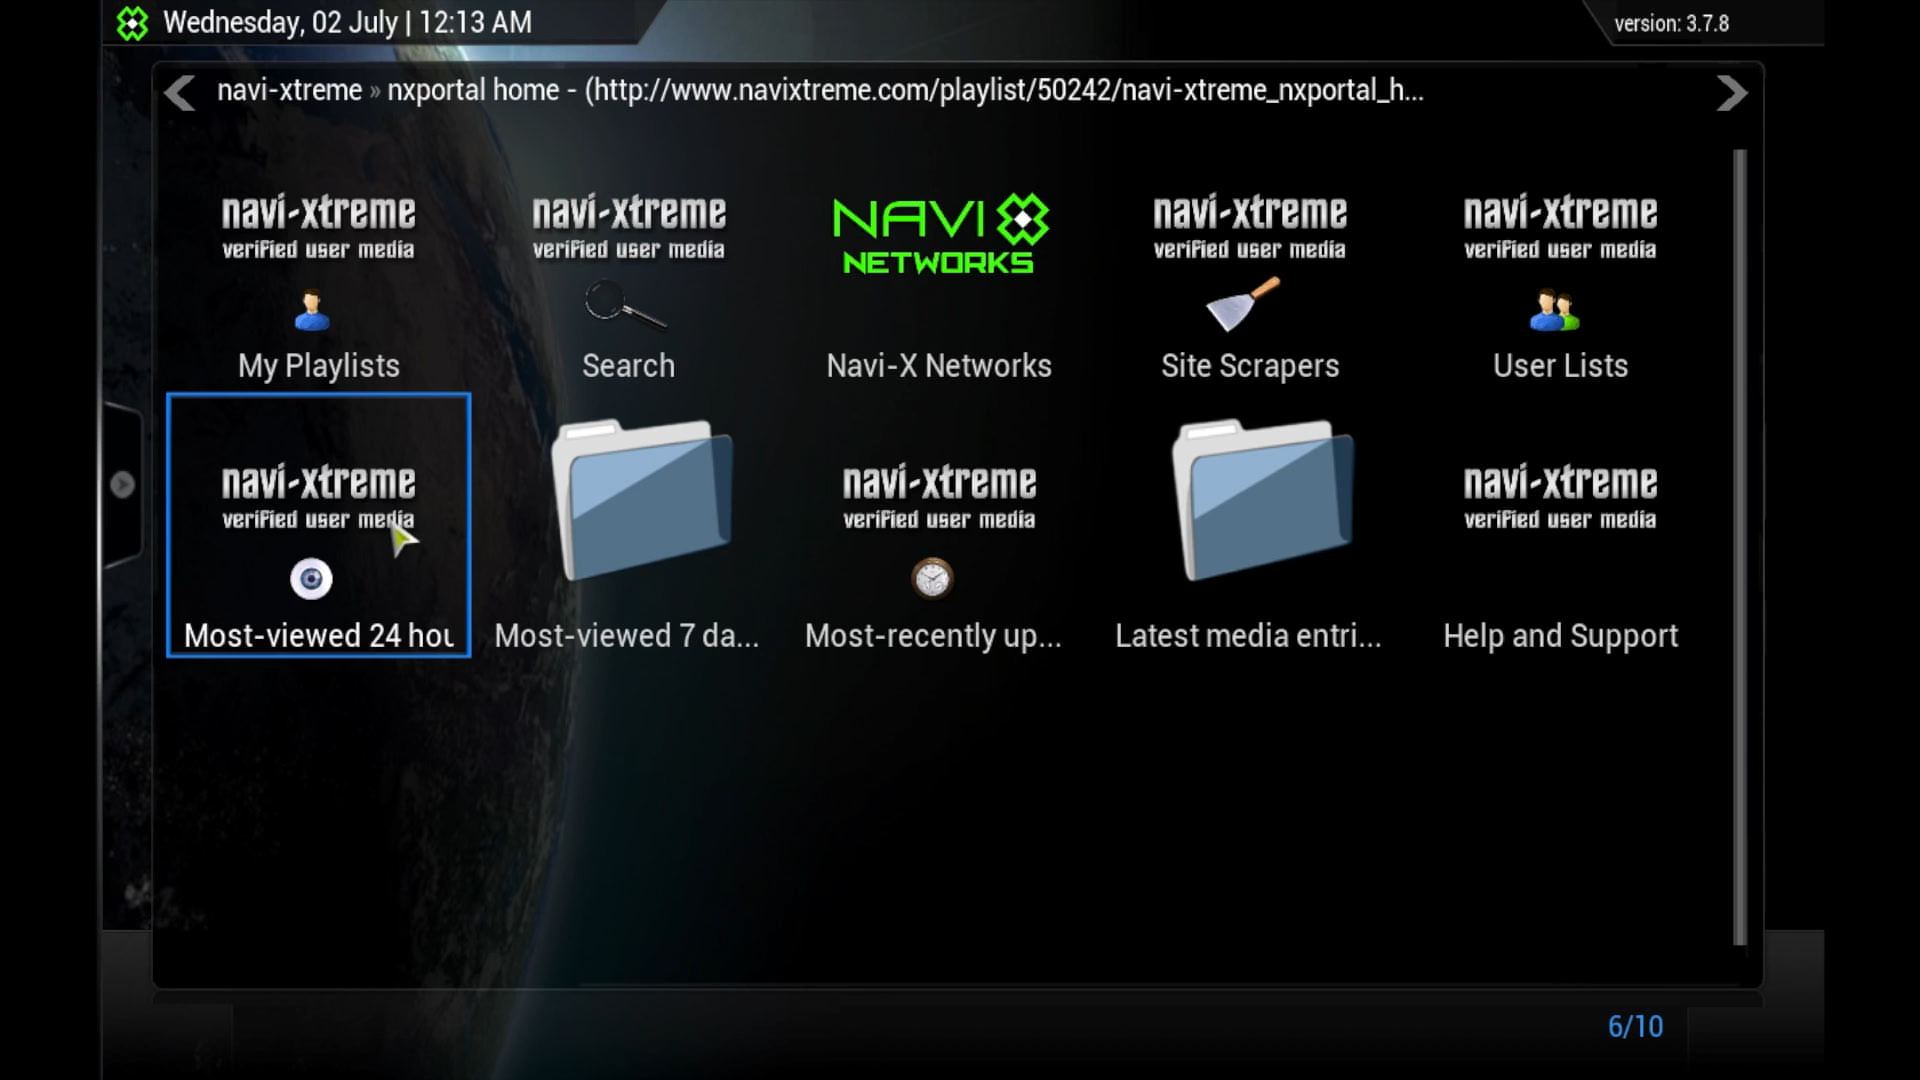 Wednesday, 02 July | 12:13 AM
version: 3.7.8
navi-xtreme » nxportal home - (http://www.navixtreme.com/playlist/50242/navi-xtreme_nxportal_h...
navi-xtreme navi-xtreme NAVI X navi-xtreme navi-xtreme
verified user media verified user media NETWORKS verified user media verified user media
My Playlists Search Navi-X Networks Site Scrapers User Lists
navi-xtreme navi-xtreme navi-xtreme
verified user media verified user media verified user media
Most-viewed 24 hou Most-viewed 7 da... Most-recently up... Latest media entri... Help and Support
6/10